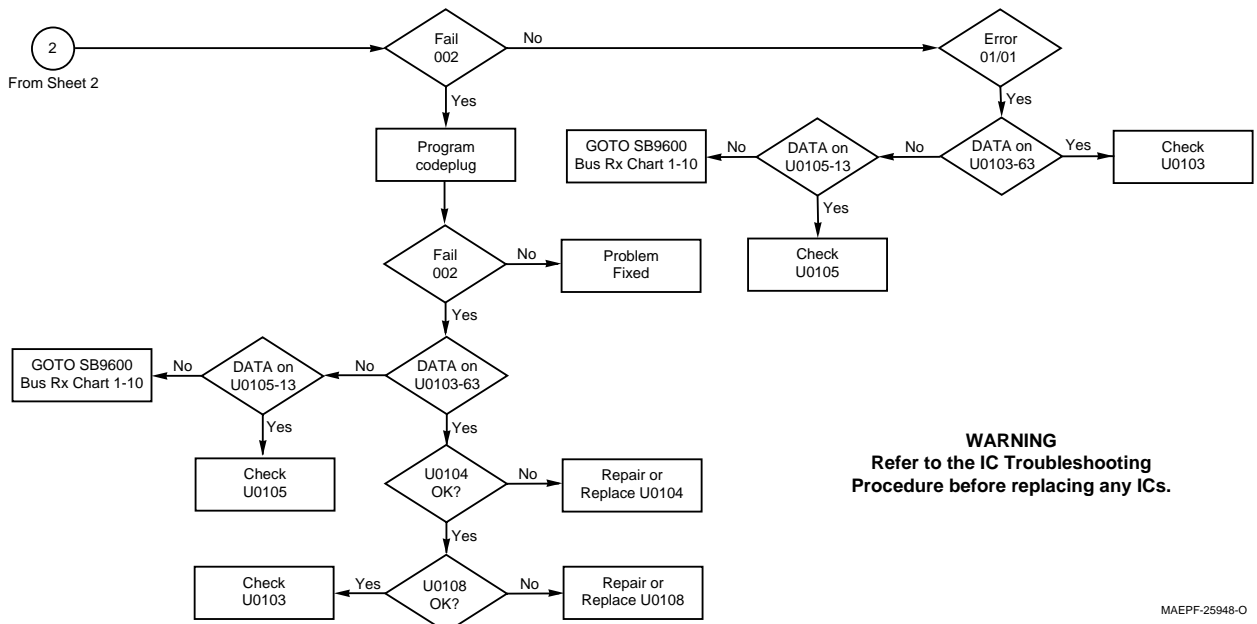 2
From Sheet 2
Fail
002
No
Error
01/01
Yes
Yes
Program
codeplug
GOTO SB9600
Bus Rx Chart 1-10
No
DATA on
U0105-13
No
DATA on
U0103-63
Yes
Check
U0103
Yes
Check
U0105
Fail
002
No
Problem
Fixed
Yes
GOTO SB9600
Bus Rx Chart 1-10
No
DATA on
U0105-13
No
DATA on
U0103-63
Yes
Yes
Check
U0105
U0104
OK?
No
Repair or
Replace U0104
Yes
Check
U0103
Yes
U0108
OK?
No
Repair or
Replace U0108
WARNING
Refer to the IC Troubleshooting
Procedure before replacing any ICs.
MAEPF-25948-O